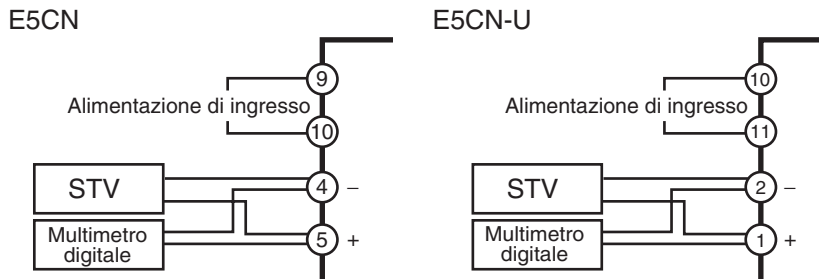 E5CN
9
Alimentazione di ingresso
10
STV
4 –
Multimetro
digitale
5 +
E5CN-U
10
Alimentazione di ingresso
11
STV
2 –
Multimetro
digitale
1 +